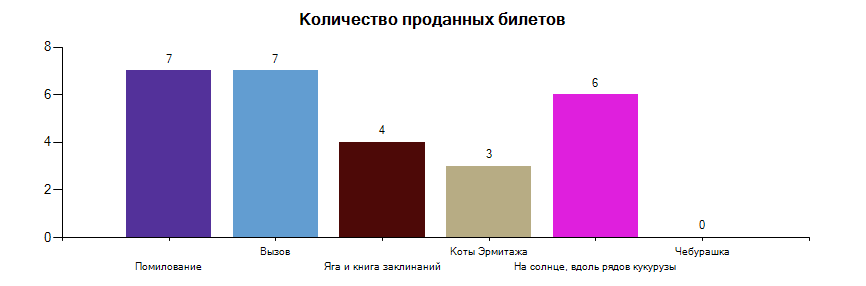 Количество проданных билетов
8
6
4
2
0
7
7
4
3
6
0
Помилование
Вызов
Яга и книга заклинаний
Коты Эрмитажа
На солнце, вдоль рядов кукурузы
Чебурашка